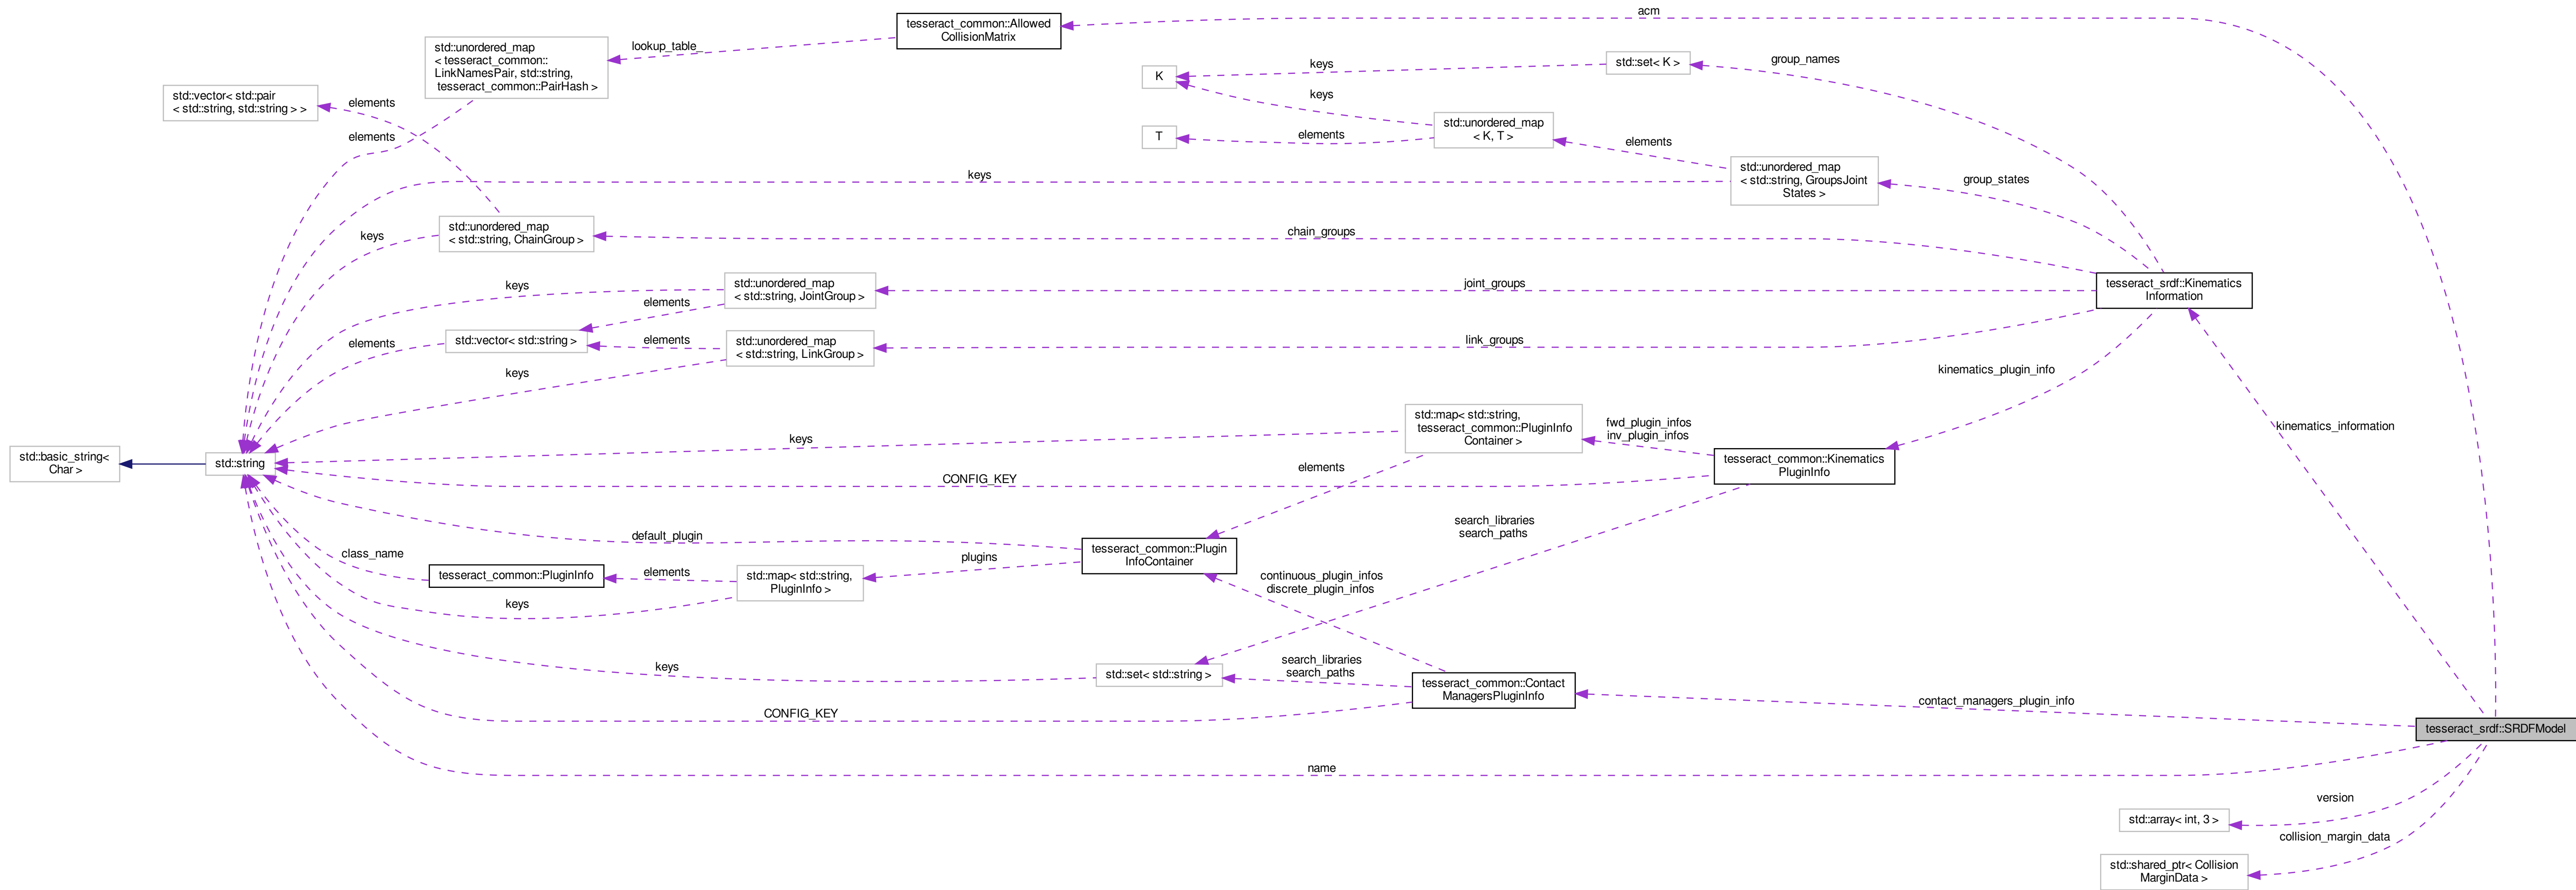 acm
tesseract_common::Allowed
CollisionMatrix
std::unordered_map
< tesseract_common::
LinkNamesPair, std::string,
tesseract_common::PairHash >
lookup_table_
std::set< K >
group_names
K
keys
keys
std::vector< std::pair
< std::string, std::string > >
elements
elements
std::unordered_map
< K, T >
T
elements
elements
std::unordered_map
< std::string, GroupsJoint
States >
group_states
keys
std::unordered_map
< std::string, ChainGroup >
keys
chain_groups
tesseract_srdf::Kinematics
Information
std::unordered_map
< std::string, JointGroup >
keys
joint_groups
elements
std::vector< std::string >
elements
elements
std::unordered_map
< std::string, LinkGroup >
link_groups
keys
kinematics_plugin_info
std::map< std::string,
tesseract_common::PluginInfo
Container >
fwd_plugin_infos
inv_plugin_infos
kinematics_information
keys
std::basic_string<
Char >
std::string
tesseract_common::Kinematics
PluginInfo
elements
CONFIG_KEY
search_libraries
search_paths
default_plugin
tesseract_common::Plugin
InfoContainer
class_name
plugins
tesseract_common::PluginInfo
elements
std::map< std::string,
PluginInfo >
continuous_plugin_infos
discrete_plugin_infos
keys
keys
std::set< std::string >
search_libraries
search_paths
tesseract_common::Contact
ManagersPluginInfo
contact_managers_plugin_info
CONFIG_KEY
tesseract_srdf::SRDFModel
name
version
std::array< int, 3 >
collision_margin_data
std::shared_ptr< Collision
MarginData >